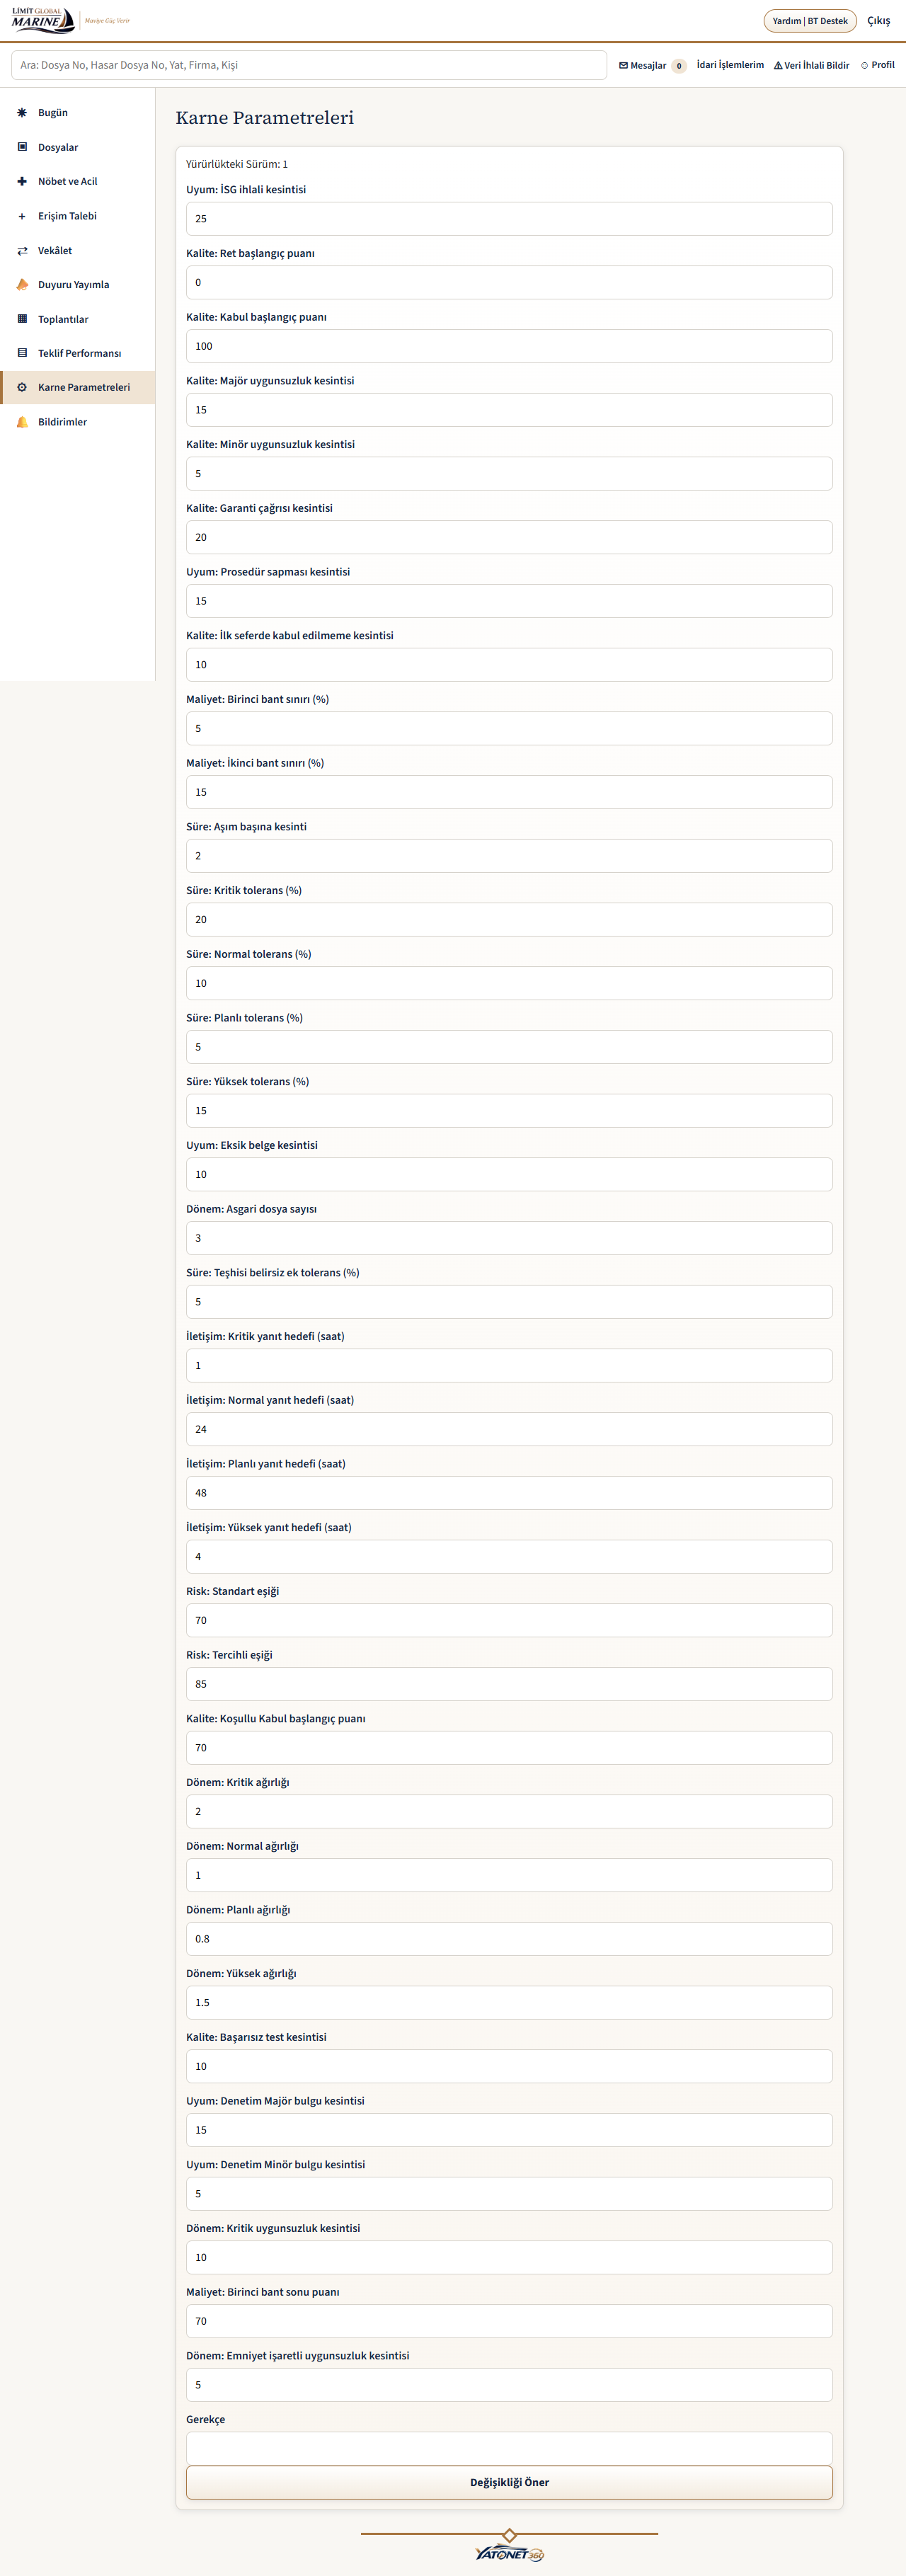 LIMIT GLOBAL
MARINE
Maviye Güç Verir
Yardım | BT Destek
Çıkış
Ara: Dosya No, Hasar Dosya No, Yat, Firma, Kişi
Mesajlar 0
İdari İşlemlerim
Veri İhlali Bildir
Profil
Bugün
Dosyalar
Nöbet ve Acil
Erişim Talebi
Vekâlet
Duyuru Yayımla
Toplantılar
Teklif Performansı
Karne Parametreleri
Bildirimler
Karne Parametreleri
Yürürlükteki Sürüm: 1
Uyum: İSG ihlali kesintisi
25
Kalite: Ret başlangıç puanı
0
Kalite: Kabul başlangıç puanı
100
Kalite: Majör uygunsuzluk kesintisi
15
Kalite: Minör uygunsuzluk kesintisi
5
Kalite: Garanti çağrısı kesintisi
20
Uyum: Prosedür sapması kesintisi
15
Kalite: İlk seferde kabul edilmeme kesintisi
10
Maliyet: Birinci bant sınırı (%)
5
Maliyet: İkinci bant sınırı (%)
15
Süre: Aşım başına kesinti
2
Süre: Kritik tolerans (%)
20
Süre: Normal tolerans (%)
10
Süre: Planlı tolerans (%)
5
Süre: Yüksek tolerans (%)
15
Uyum: Eksik belge kesintisi
10
Dönem: Asgari dosya sayısı
3
Süre: Teşhisi belirsiz ek tolerans (%)
5
İletişim: Kritik yanıt hedefi (saat)
1
İletişim: Normal yanıt hedefi (saat)
24
İletişim: Planlı yanıt hedefi (saat)
48
İletişim: Yüksek yanıt hedefi (saat)
4
Risk: Standart eşiği
70
Risk: Tercihli eşiği
85
Kalite: Koşullu Kabul başlangıç puanı
70
Dönem: Kritik ağırlığı
2
Dönem: Normal ağırlığı
1
Dönem: Planlı ağırlığı
0.8
Dönem: Yüksek ağırlığı
1.5
Kalite: Başarısız test kesintisi
10
Uyum: Denetim Majör bulgu kesintisi
15
Uyum: Denetim Minör bulgu kesintisi
5
Dönem: Kritik uygunsuzluk kesintisi
10
Maliyet: Birinci bant sonu puanı
70
Dönem: Emniyet işaretli uygunsuzluk kesintisi
5
Gerekçe
Değişikliği Öner
YATONET360